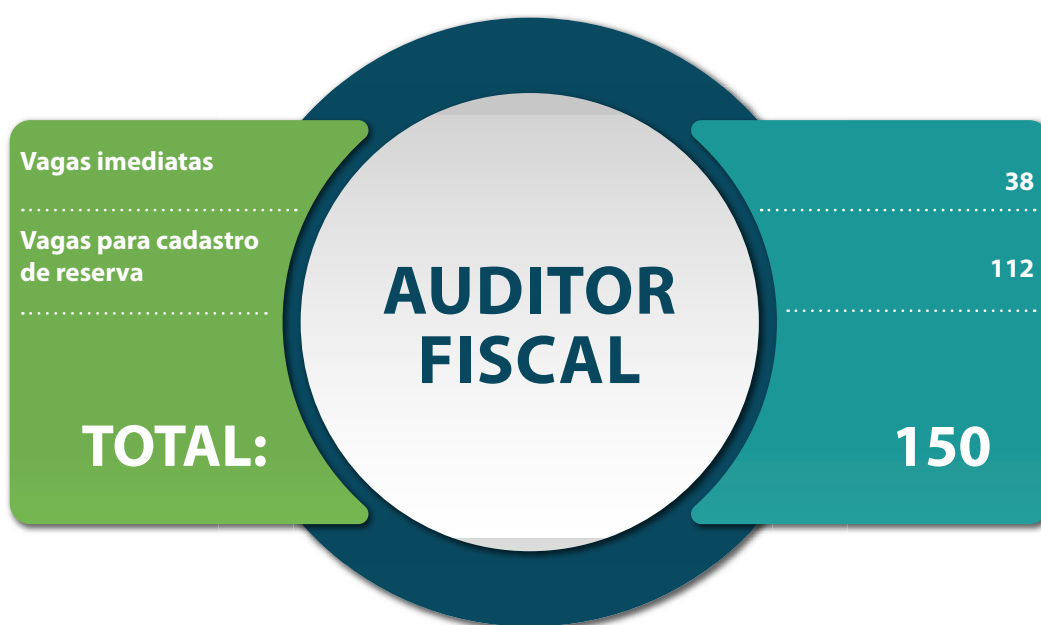 Vagas imediatas
38
Vagas para cadastro
de reserva
112
AUDITOR
FISCAL
TOTAL:
150